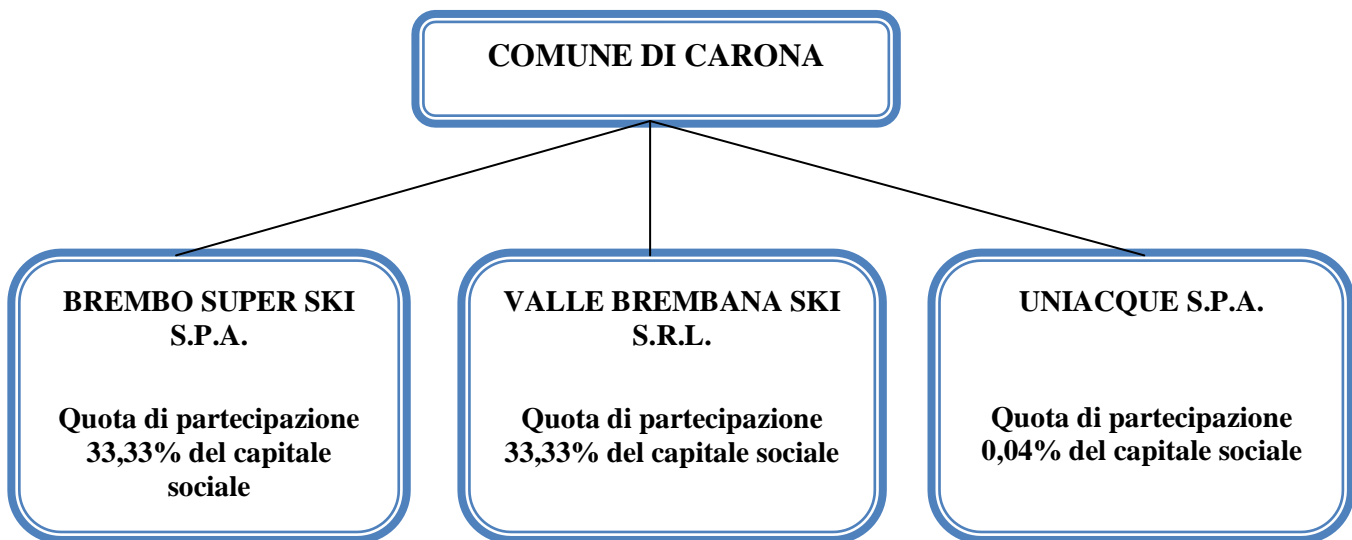 COMUNE DI CARONA
BREMBO SUPER SKI
S.P.A.
Quota di partecipazione
33,33% del capitale
sociale
VALLE BREMBANA SKI
S.R.L.
Quota di partecipazione
33,33% del capitale sociale
UNIACQUE S.P.A.
Quota di partecipazione
0,04% del capitale sociale